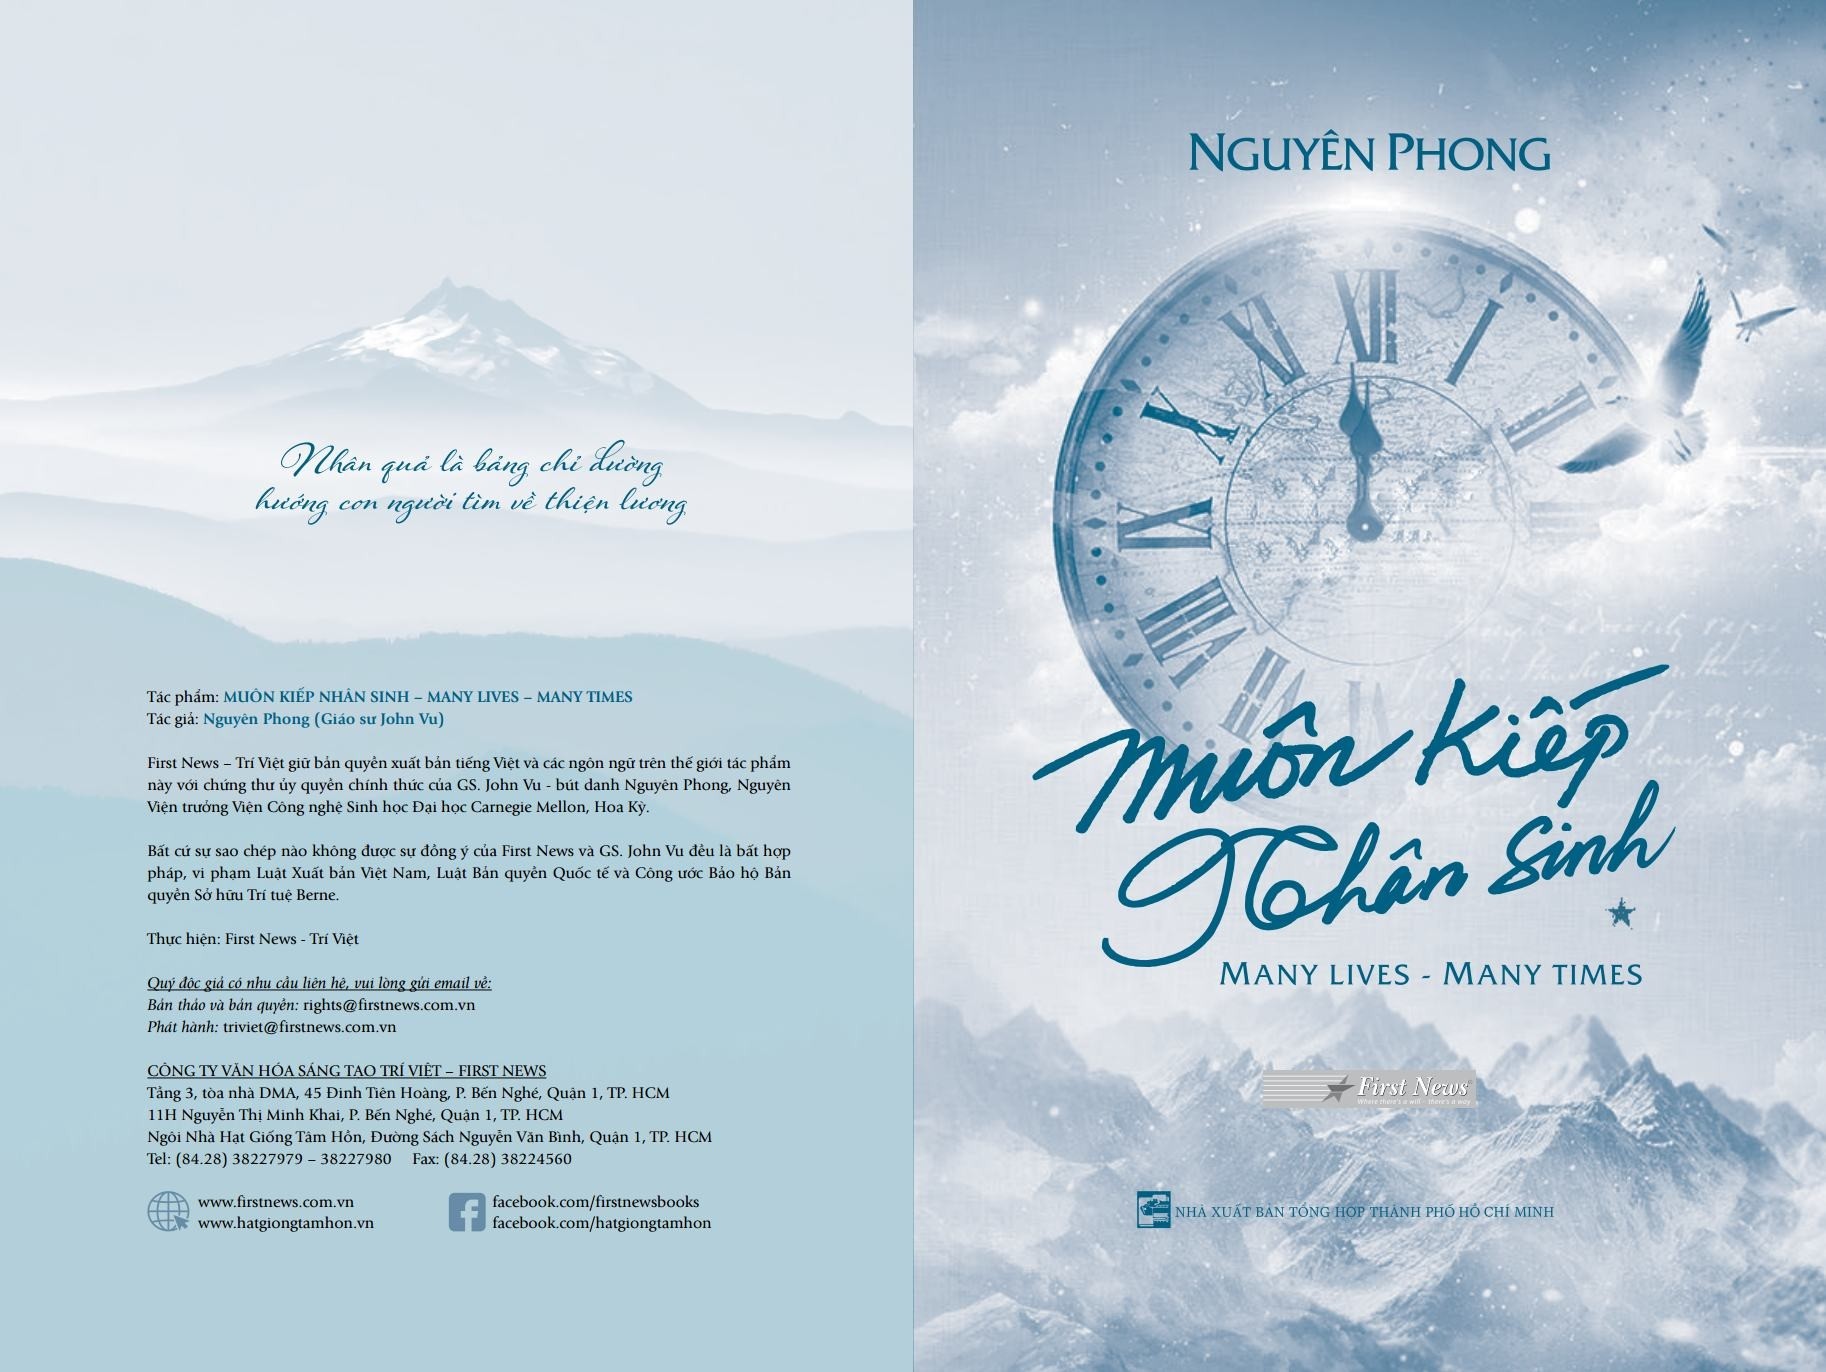 Nhân quả là bảng chỉ đường
hướng con người tìm về thiện lương
Tác phẩm: MUÔN KIẾP NHÂN SINH – MANY LIVES – MANY TIMES
Tác giả: Nguyên Phong (Giáo sư John Vu)
First News – Trí Việt giữ bản quyền xuất bản tiếng Việt và các ngôn ngữ trên thế giới tác phẩm
này với chứng thư ủy quyền chính thức của GS. John Vu - bút danh Nguyên Phong, Nguyên
Viện trưởng Viện Công nghệ Sinh học Đại học Carnegie Mellon, Hoa Kỳ.
Bất cứ sự sao chép nào không được sự đồng ý của First News và GS. John Vu đều là bất hợp
pháp, vi phạm Luật Xuất bản Việt Nam, Luật Bản quyền Quốc tế và Công ước Bảo hộ Bản
quyền Sở hữu Trí tuệ Berne.
Thực hiện: First News - Trí Việt
Quý độc giả có nhu cầu liên hệ, vui lòng gửi email về:
Bản thảo và bản quyền: rights@firstnews.com.vn
Phát hành: triviet@firstnews.com.vn
CÔNG TY VĂN HÓA SÁNG TẠO TRÍ VIỆT – FIRST NEWS
Tầng 3, tòa nhà DMA, 45 Đinh Tiên Hoàng, P. Bến Nghé, Quận 1, TP. HCM
11H Nguyễn Thị Minh Khai, P. Bến Nghé, Quận 1, TP. HCM
Ngôi Nhà Hạt Giống Tâm Hồn, Đường Sách Nguyễn Văn Bình, Quận 1, TP. HCM
Tel: (84.28) 38227979 – 38227980 Fax: (84.28) 38224560
www.firstnews.com.vn
www.hatgiongtamhon.vn
facebook.com/firstnewsbooks
facebook.com/hatgiongtamhon
NGUYÊN PHONG
XII
I
Muôn Kiếp
Nhân Sinh
MANY LIVES - MANY TIMES
First News
Where there's a will - there's a way
NHÀ XUẤT BẢN TỔNG HỢP THÀNH PHỐ HỒ CHÍ MINH